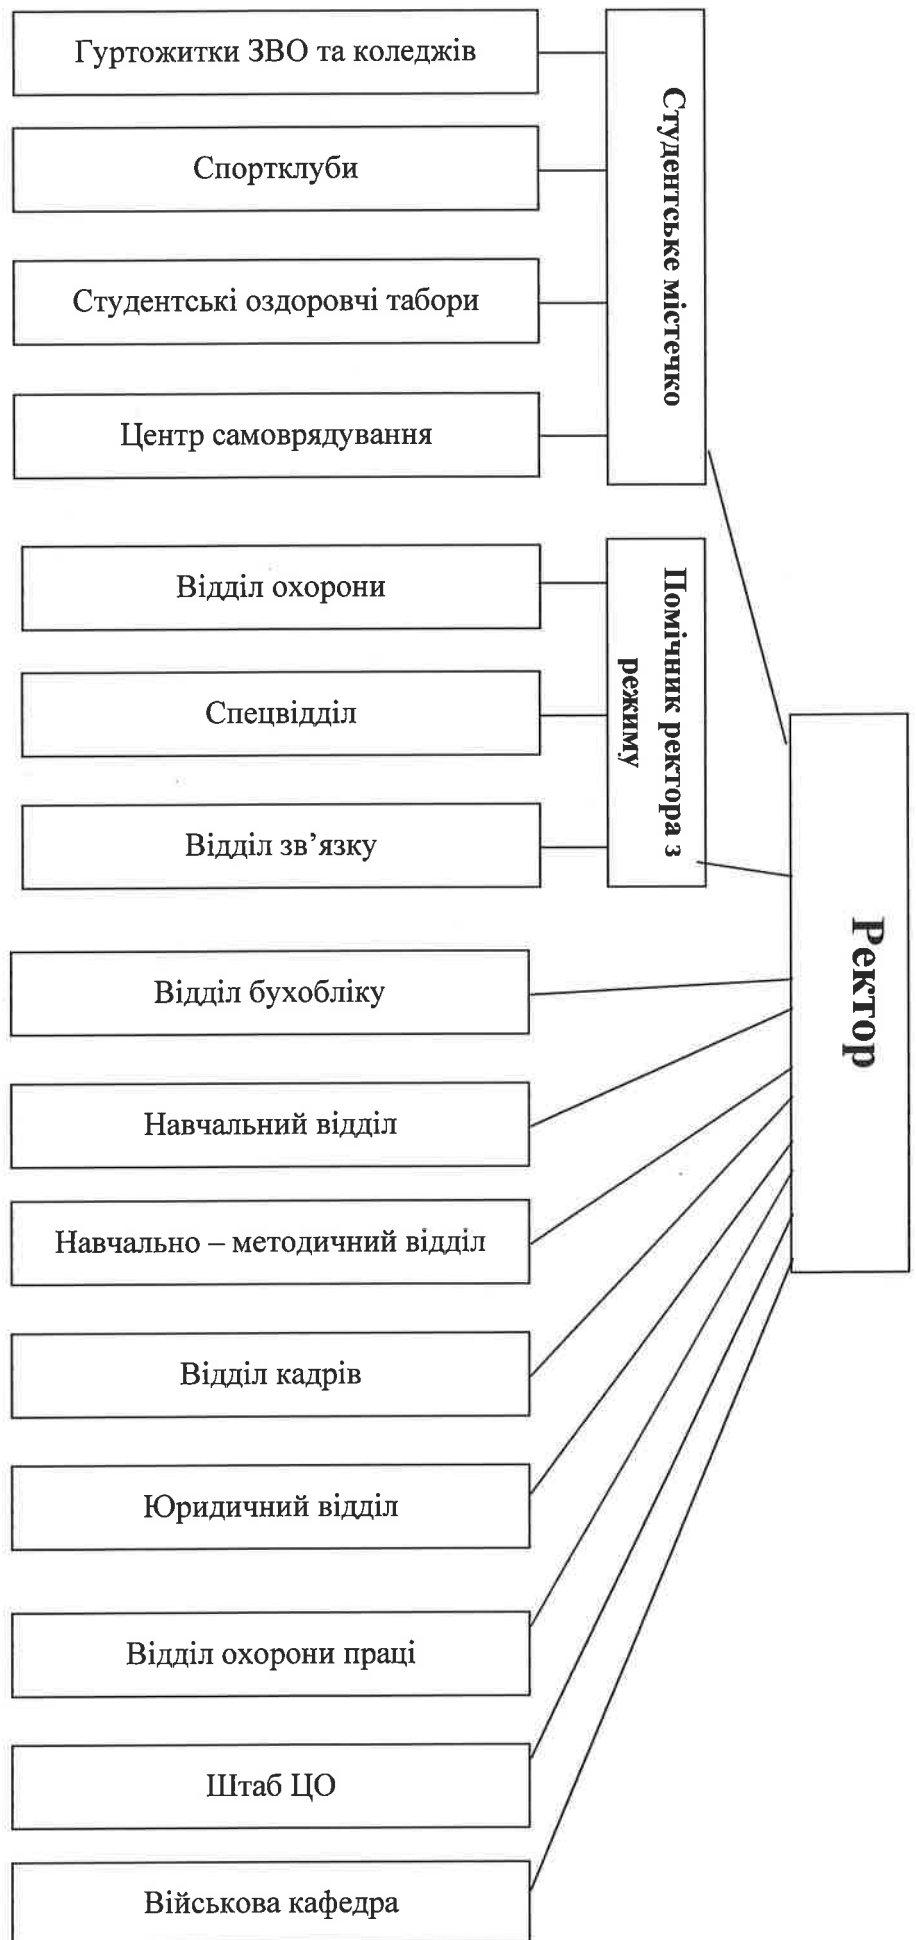 Гуртожитки ЗВО та коледжів
Спортклуби
Студентські оздоровчі табори
Центр самоврядування
Студентське містечко
Відділ охорони
Спецвідділ
Відділ зв’язку
Помічник ректора з
режиму
Відділ бухобліку
Навчальний відділ
Навчально – методичний відділ
Відділ кадрів
Юридичний відділ
Відділ охорони праці
Штаб ЦО
Військова кафедра
Ректор